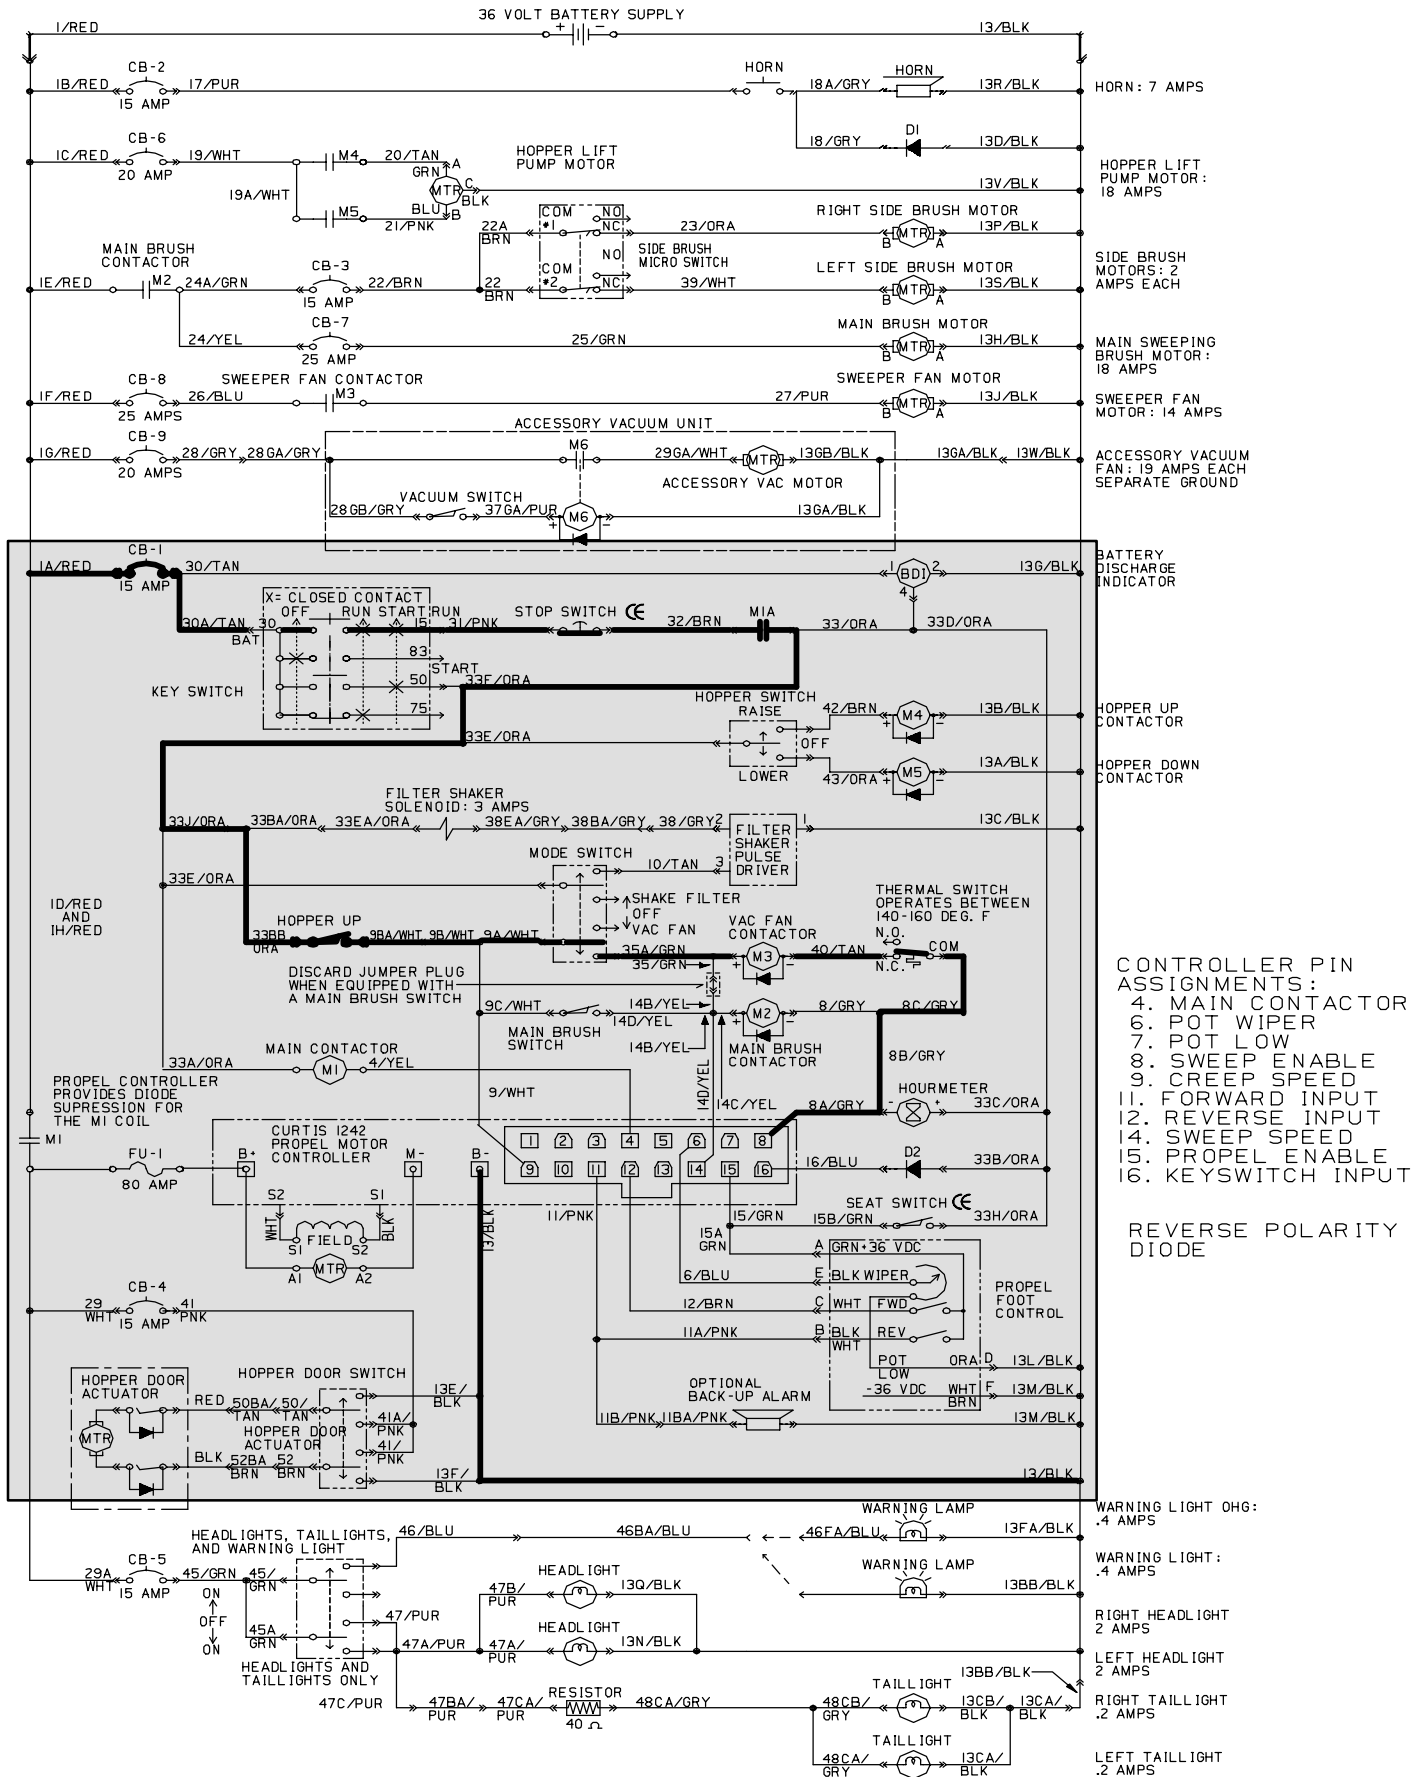 36 VOLT BATTERY SUPPLY
1/RED
+ -
13/BLK
CB-2
HORN
HORN
1B/RED
17/PUR
18A/GRY
13R/BLK
HORN: 7 AMPS
15 AMP
CB-6
D1
18/GRY
13D/BLK
1C/RED
19/WHT
M4
20/TAN
A
HOPPER LIFT
PUMP MOTOR
20 AMP
GRN
MTR
C
BLK
13V/BLK
HOPPER LIFT
PUMP MOTOR:
18 AMPS
19A/WHT
M5
BLU
B
21/PNK
COM
*1
NO
NC
22A
BRN
23/ORA
RIGHT SIDE BRUSH MOTOR
B
MTR
A
13P/BLK
MAIN BRUSH
CONTACTOR
NO
SIDE BRUSH
MICRO SWITCH
SIDE BRUSH
MOTORS: 2
AMPS EACH
1E/RED
M2
24A/GRN
CB-3
15 AMP
22/BRN
22
BRN
COM
*2
NC
39/WHT
LEFT SIDE BRUSH MOTOR
B
MTR
A
13S/BLK
CB-7
24/YEL
25 AMP
25/GRN
MAIN BRUSH MOTOR
B
MTR
A
13H/BLK
MAIN SWEEPING
BRUSH MOTOR:
18 AMPS
CB-8
SWEEPER FAN CONTACTOR
SWEEPER FAN MOTOR
1F/RED
26/BLU
M3
27/PUR
B
MTR
A
13J/BLK
SWEEPER FAN
MOTOR: 14 AMPS
25 AMPS
ACCESSORY VACUUM UNIT
CB-9
1G/RED
28/GRY
28GA/GRY
M6
29GA/WHT
MTR
13GB/BLK
13GA/BLK
13W/BLK
ACCESSORY VACUUM
FAN: 19 AMPS EACH
SEPARATE GROUND
20 AMPS
ACCESSORY VAC MOTOR
VACUUM SWITCH
28GB/GRY
37GA/PUR
+
M6
-
13GA/BLK
CB-1
1A/RED
30/TAN
15 AMP
1
BDI
2
4
13G/BLK
BATTERY
DISCHARGE
INDICATOR
X= CLOSED CONTACT
OFF
RUN START RUN
STOP SWITCH CE
M1A
30A/TAN
30
BAT
15
31/PNK
32/BRN
33/ORA
33D/ORA
83
START
50
33F/ORA
KEY SWITCH
75
HOPPER SWITCH
RAISE
OFF
LOWER
42/BRN
+
M4
-
13B/BLK
HOPPER UP
CONTACTOR
33E/ORA
43/ORA
+
M5
-
13A/BLK
HOPPER DOWN
CONTACTOR
FILTER SHAKER
SOLENOID: 3 AMPS
33J/ORA
33BA/ORA
33EA/ORA
38EA/GRY
38BA/GRY
38/GRY
2
FILTER
SHAKER
PULSE
DRIVER
1
13C/BLK
MODE SWITCH
10/TAN
3
33E/ORA
SHAKE FILTER
OFF
VAC FAN
VAC FAN
CONTACTOR
THERMAL SWITCH
OPERATES BETWEEN
140-160 DEG. F
N.O.
COM
N.C.
1D/RED
AND
1H/RED
HOPPER UP
33BB
ORA
9BA/WHT
9B/WHT
9A/WHT
35A/GRN
35/GRN
+
M3
-
40/TAN
DISCARD JUMPER PLUG
WHEN EQUIPPED WITH
A MAIN BRUSH SWITCH
9C/WHT
14B/YEL
14D/YEL
+
M2
-
8/GRY
8C/GRY
MAIN BRUSH
SWITCH
14B/YEL
MAIN BRUSH
CONTACTOR
MAIN CONTACTOR
33A/ORA
M1
4/YEL
8B/GRY
14D/YEL
14C/YEL
9/WHT
HOURMETER
8A/GRY
-
+
33C/ORA
PROPEL CONTROLLER
PROVIDES DIODE
SUPRESSION FOR
THE M1 COIL
M1
CURTIS 1242
PROPEL MOTOR
CONTROLLER
1 2 3 4 5 6 7 8
9 10 11 12 13 14 15 16
FU-1
80 AMP
B+
M-
B-
16/BLU
D2
33B/ORA
S2
S1
WHT
BLK
S1
FIELD
S2
MTR
A1
A2
13/BLK
11/PNK
15/GRN
15A
GRN
15B/GRN
SEAT SWITCH CE
33H/ORA
A
GRN+36 VDC
6/BLU
E
BLK WIPER
PROPEL
FOOT
CONTROL
12/BRN
C
WHT
FWD
11A/PNK
B
BLK
WHT
REV
POT
LOW
ORA
D
13L/BLK
-36 VDC
WHT
BRN
F
13M/BLK
OPTIONAL
BACK-UP ALARM
11B/PNK
11BA/PNK
13M/BLK
CB-4
29
WHT
41
PNK
15 AMP
HOPPER DOOR
ACTUATOR
HOPPER DOOR SWITCH
RED
50BA/
TAN
50/
TAN
13E/
BLK
MTR
HOPPER DOOR
ACTUATOR
41A/
PNK
41/
PNK
BLK
52BA
BRN
52
BRN
13F/
BLK
13/BLK
CONTROLLER PIN
ASSIGNMENTS:
4. MAIN CONTACTOR
6. POT WIPER
7. POT LOW
8. SWEEP ENABLE
9. CREEP SPEED
11. FORWARD INPUT
12. REVERSE INPUT
14. SWEEP SPEED
15. PROPEL ENABLE
16. KEYSWITCH INPUT
REVERSE POLARITY
DIODE
HEADLIGHTS, TAILLIGHTS,
AND WARNING LIGHT
46/BLU
46BA/BLU
46FA/BLU
WARNING LAMP
13FA/BLK
WARNING LIGHT OHG:
.4 AMPS
CB-5
29A
WHT
45/GRN
45/
GRN
15 AMP
ON
OFF
ON
45A
GRN
WARNING LAMP
13BB/BLK
WARNING LIGHT:
.4 AMPS
HEADLIGHT
47B/
PUR
13Q/BLK
47/PUR
RIGHT HEADLIGHT
2 AMPS
HEADLIGHT
47A/PUR
47A/
PUR
13N/BLK
LEFT HEADLIGHT
2 AMPS
HEADLIGHTS AND
TAILLIGHTS ONLY
13BB/BLK
47C/PUR
47BA/
PUR
47CA/
PUR
RESISTOR
40 Ω
48CA/GRY
48CB/
GRY
TAILLIGHT
13CB/
BLK
13CA/
BLK
RIGHT TAILLIGHT
.2 AMPS
TAILLIGHT
48CA/
GRY
13CA/
BLK
LEFT TAILLIGHT
.2 AMPS